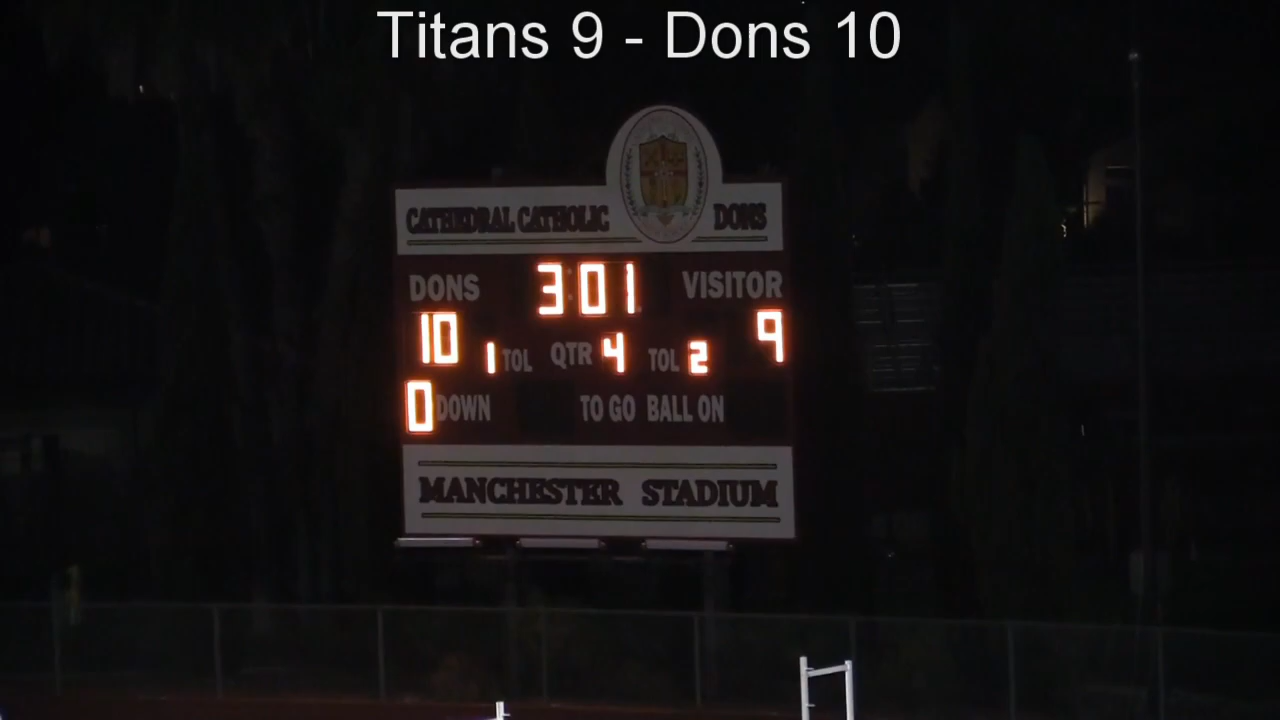 Titans 9 - Dons 10
CATHEDRAL CATHOLIC DONS
DONS 3:01 VISITOR
10 1 TOL QTR 4 TOL 2 9
0 DOWN TO GO BALL ON
MANCHESTER STADIUM